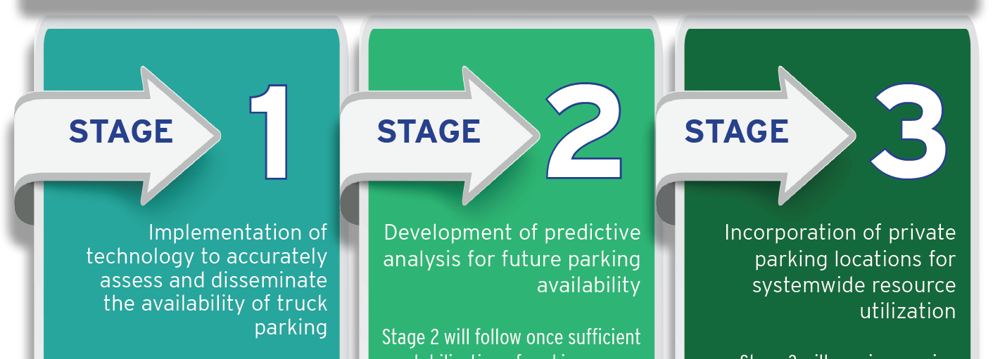 STAGE 1
Implementation of
technology to accurately
assess and disseminate
the availability of truck
parking
STAGE 2
Development of predictive
analysis for future parking
availability
Stage 2 will follow once sufficient
STAGE 3
Incorporation of private
parking locations for
systemwide resource
utilization